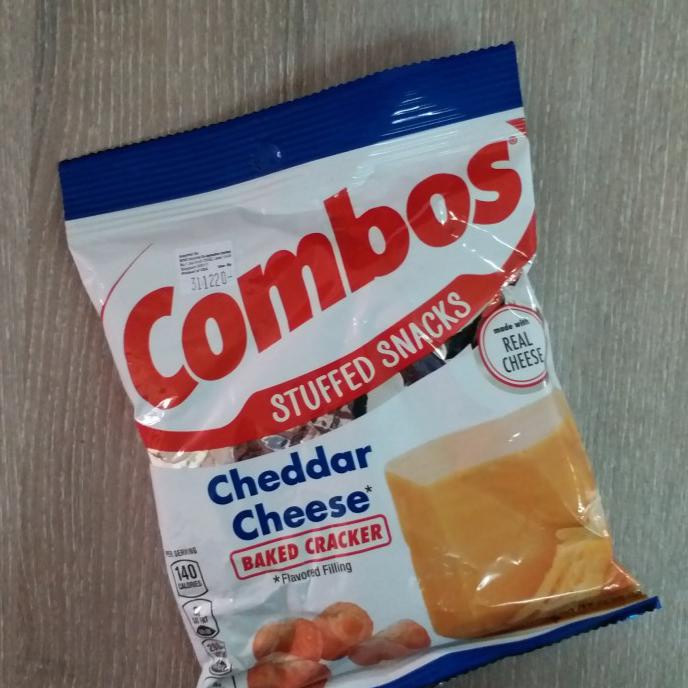 Combos®
311220-
STUFFED SNACKS
made with
REAL
CHEESE
Cheddar
Cheese*
BAKED CRACKER
*Flavored Filling
PER SERVING
140
CALORIES